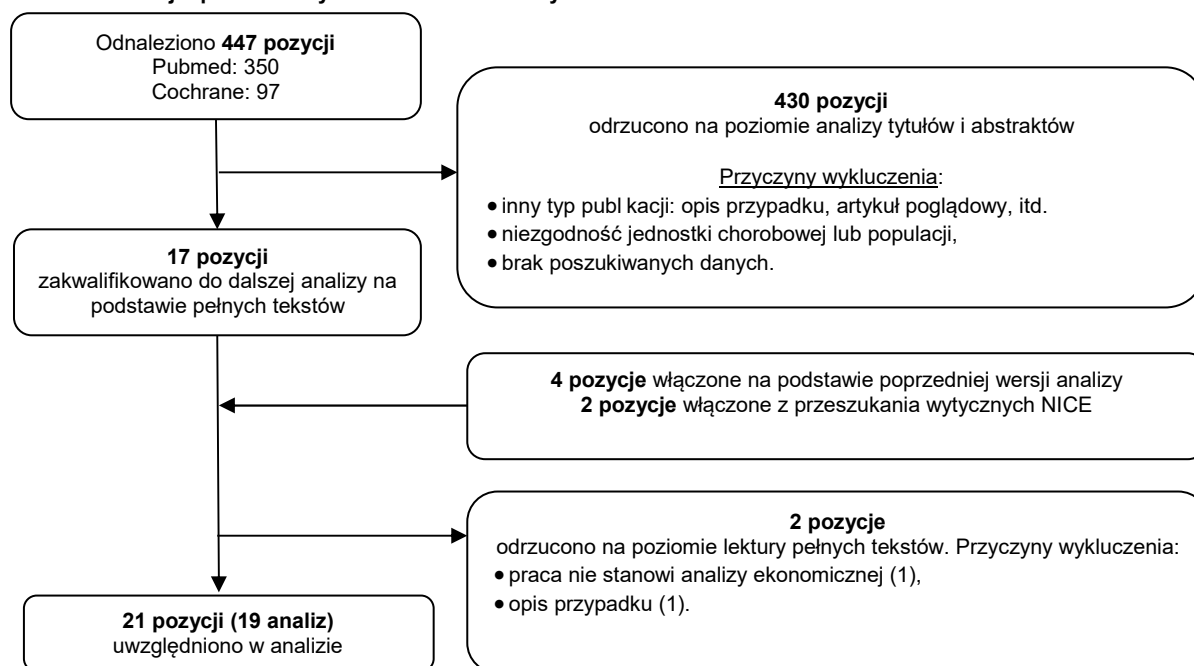 Odnaleziono 447 pozycji
Pubmed: 350
Cochrane: 97
430 pozycji
odrzucono na poziomie analizy tytułów i abstraktów
Przyczyny wykluczenia:
• inny typ publ kacji: opis przypadku, artykuł poglądowy, itd.
• niezgodność jednostki chorobowej lub populacji,
• brak poszukiwanych danych.
17 pozycji
zakwalifikowano do dalszej analizy na
podstawie pełnych tekstów
4 pozycje włączone na podstawie poprzedniej wersji analizy
2 pozycje włączone z przeszukania wytycznych NICE
2 pozycje
odrzucono na poziomie lektury pełnych tekstów. Przyczyny wykluczenia:
• praca nie stanowi analizy ekonomicznej (1),
• opis przypadku (1).
21 pozycji (19 analiz)
uwzględniono w analizie